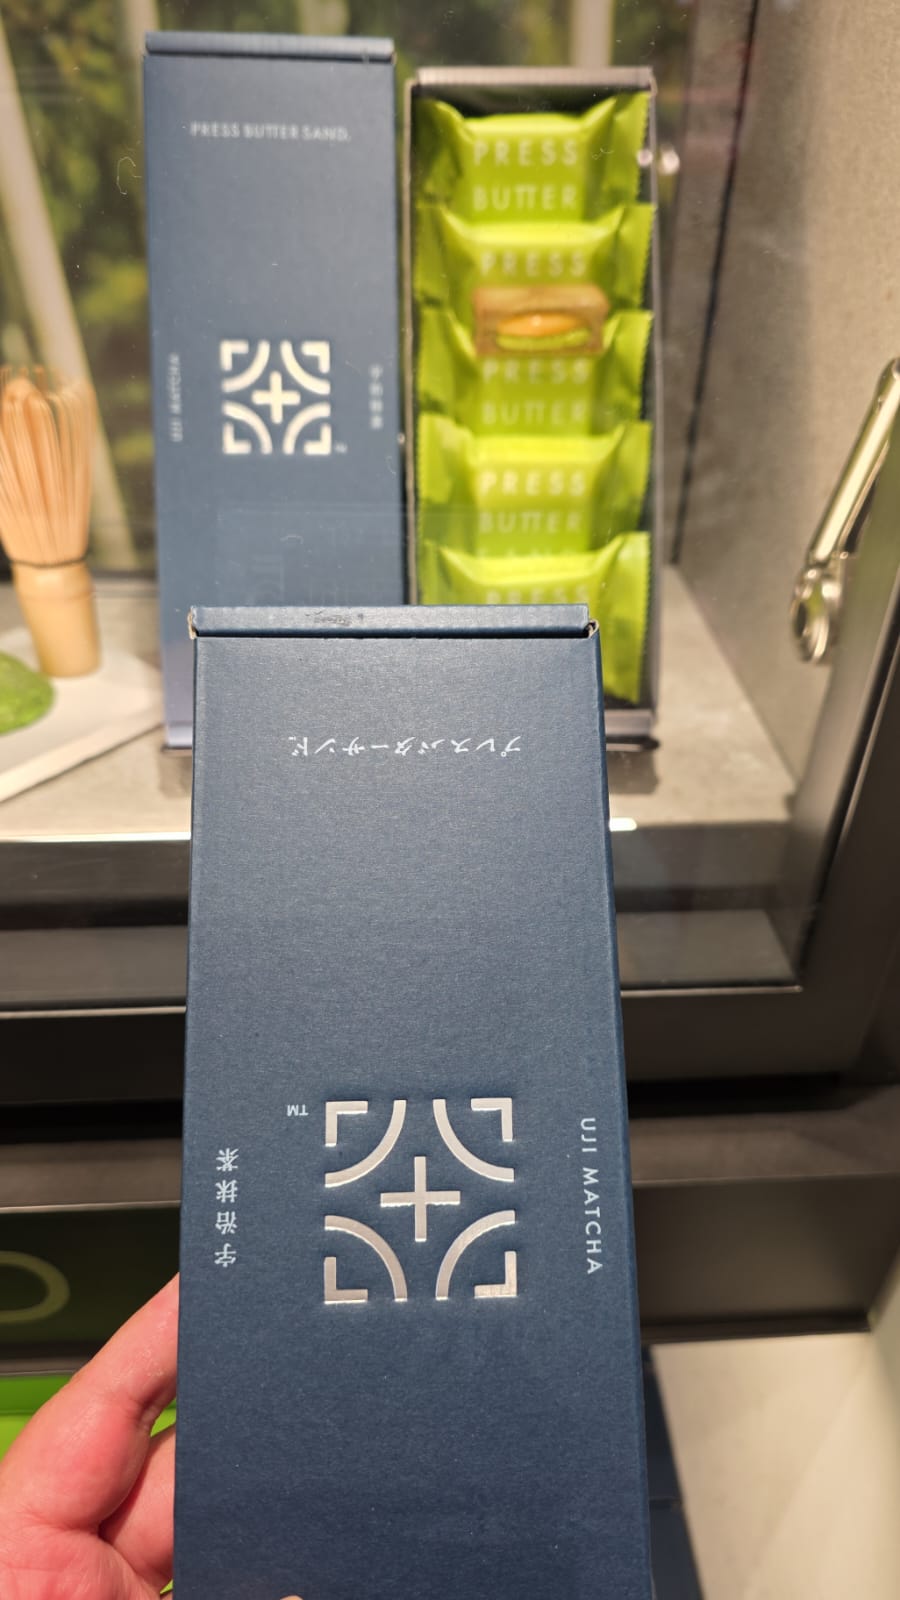 PRESS BUTTER SAND.
UJI MATCHA
宇治抹茶
PRESS
BUTTER
PRESS
PRESS
BUTTER
PRESS
BUTTER
PRESS
プレスバターサンド
TM
宇治抹茶
UJI MATCHA